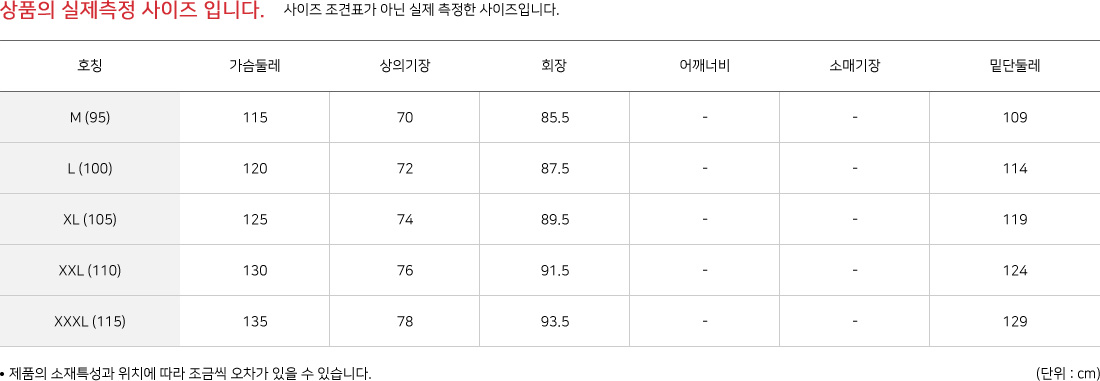 상품의 실제측정 사이즈 입니다. 사이즈 조견표가 아닌 실제 측정한 사이즈입니다.
호칭 가슴둘레 상의기장 회장 어깨너비 소매기장 밑단둘레
M (95) 115 70 85.5 - - 109
L (100) 120 72 87.5 - - 114
XL (105) 125 74 89.5 - - 119
XXL (110) 130 76 91.5 - - 124
XXXL (115) 135 78 93.5 - - 129
• 제품의 소재특성과 위치에 따라 조금씩 오차가 있을 수 있습니다. (단위 : cm)